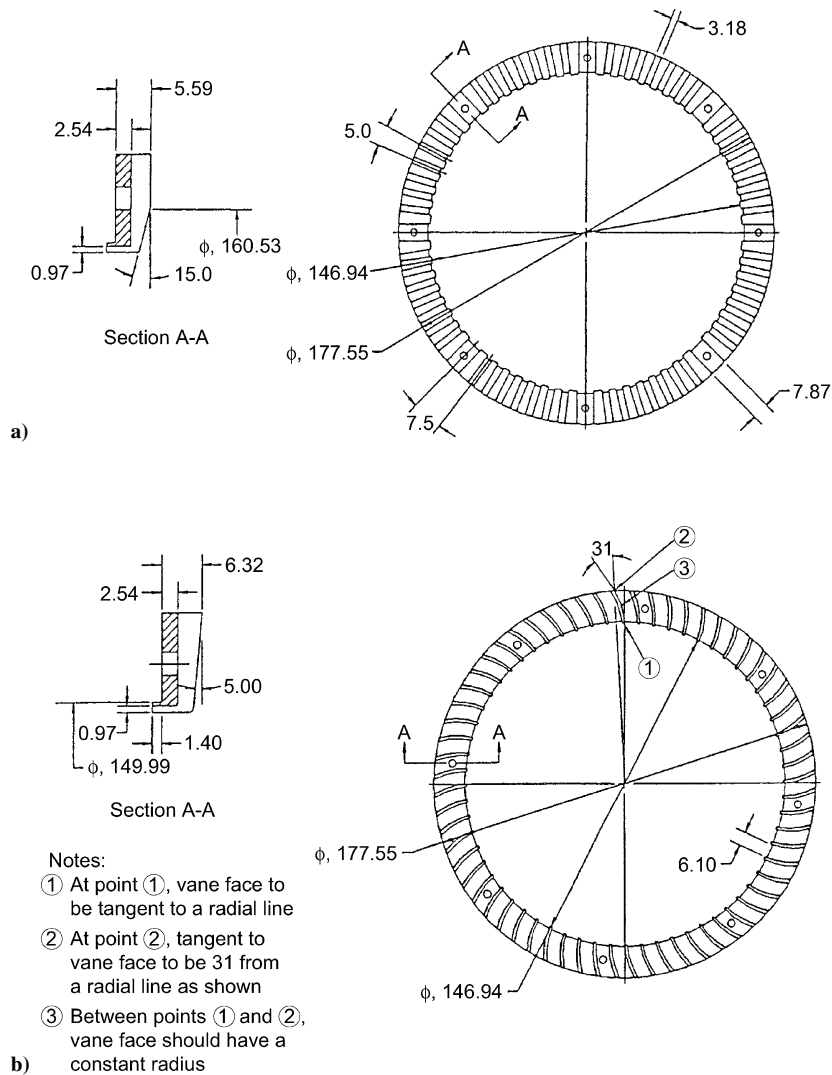 3.18
A
5.59
2.54
A
5.0
ϕ, 160.53
0.97
15.0
ϕ, 146.94
Section A-A
ϕ, 177.55
7.87
7.5
a)
31
2
6.32
3
2.54
1
5.00
A
A
0.97
1.40
ϕ, 149.99
Section A-A
ϕ, 177.55
6.10
Notes:
1 At point 1, vane face to
be tangent to a radial line
2 At point 2, tangent to
vane face to be 31 from
a radial line as shown
ϕ, 146.94
3 Between points 1 and 2,
vane face should have a
b) constant radius